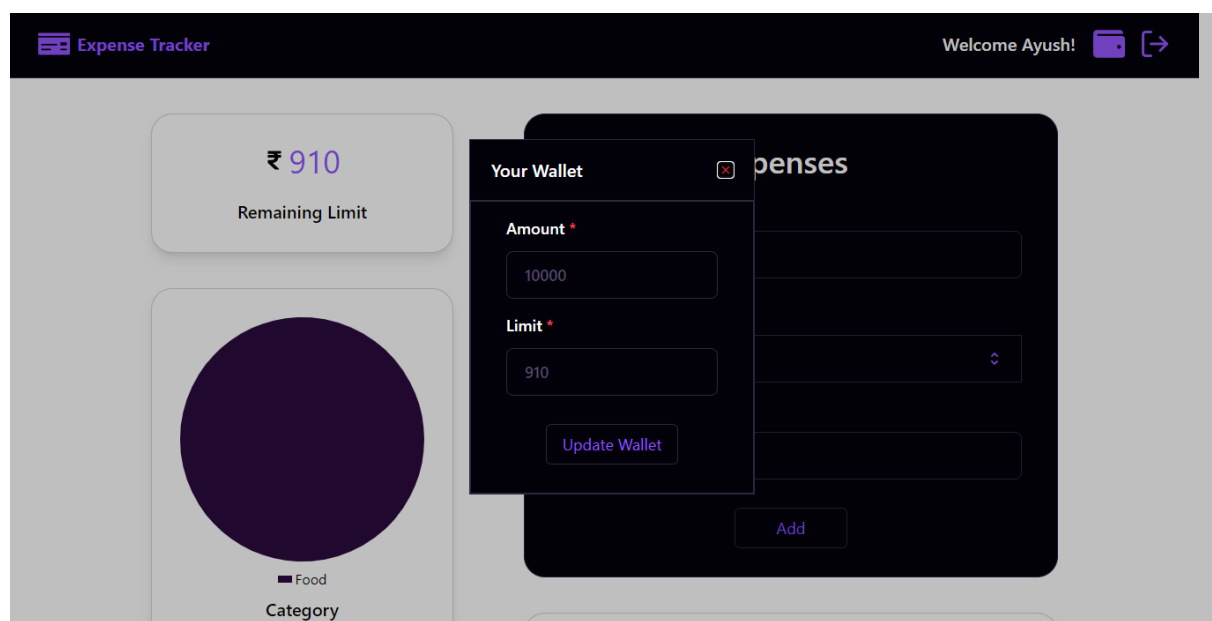 Expense Tracker
Welcome Ayush!
₹ 910
Remaining Limit
Food
Category
penses
Your Wallet
Amount *
10000
Limit *
910
Update Wallet
Add